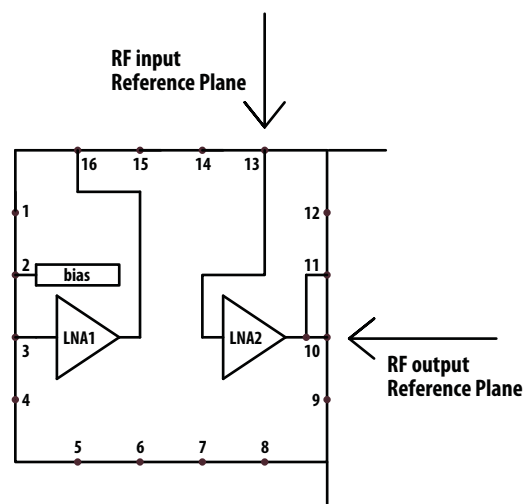 RF input
Reference Plane
16
15
14
13
1
12
2
bias
11
LNA1
LNA2
3
10
RF output
Reference Plane
4
9
5
6
7
8